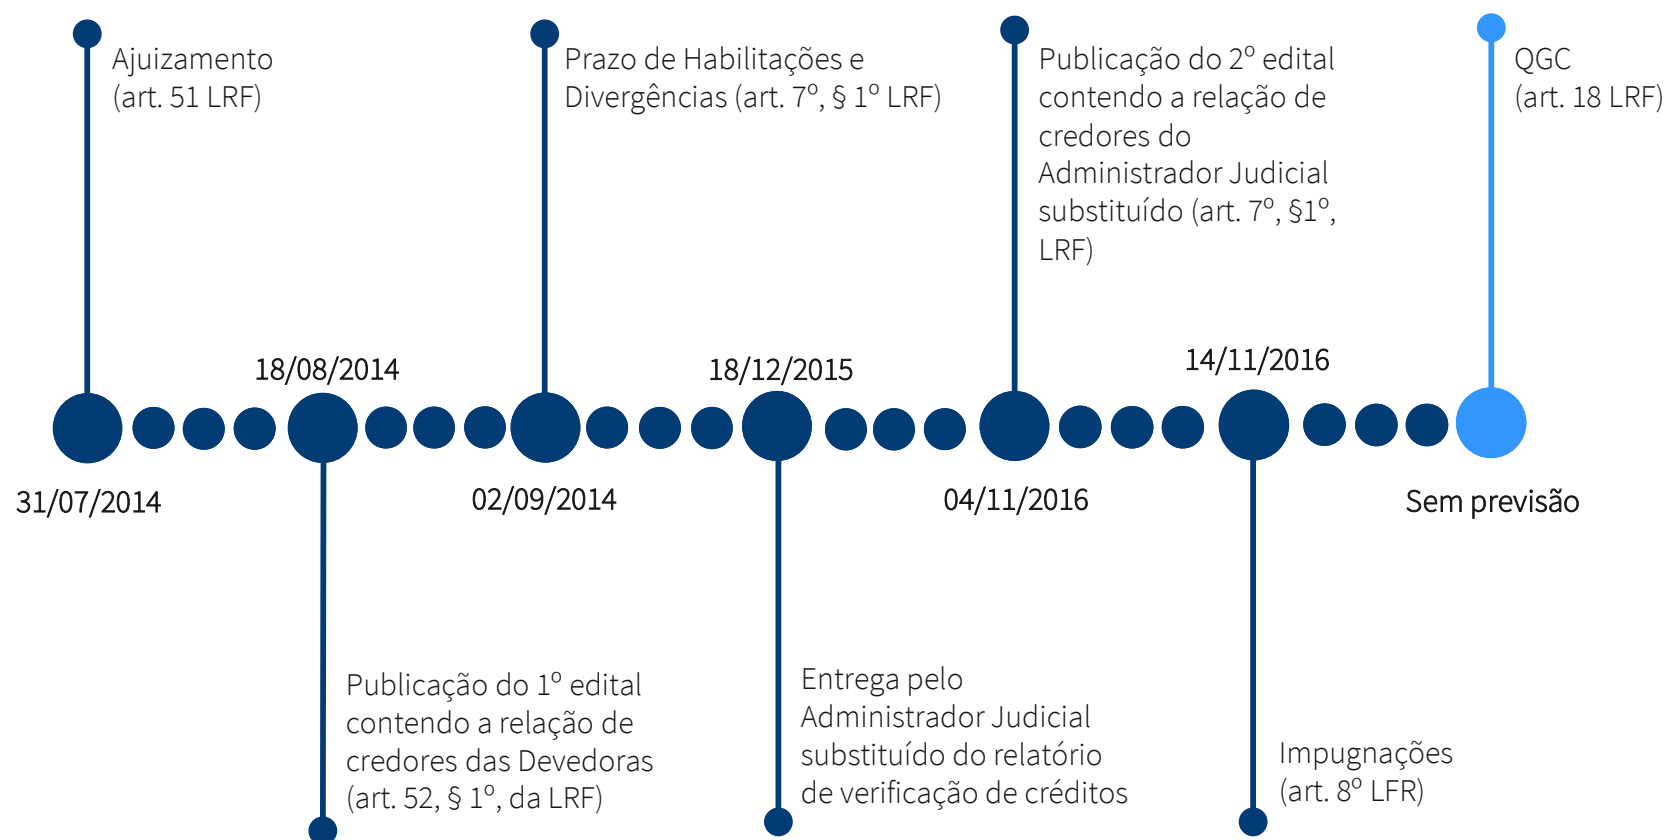 Ajuizamento
(art. 51 LRF)
Prazo de Habilitações e
Divergências (art. 7º, § 1º LRF)
Publicação do 2º edital
contendo a relação de
credores do
Administrador Judicial
substituído (art. 7º, §1º,
LRF)
QGC
(art. 18 LRF)
18/08/2014
18/12/2015
14/11/2016
31/07/2014
02/09/2014
04/11/2016
Sem previsão
Publicação do 1º edital
contendo a relação de
credores das Devedoras
(art. 52, § 1º, da LRF)
Entrega pelo
Administrador Judicial
substituído do relatório
de verificação de créditos
Impugnações
(art. 8º LFR)